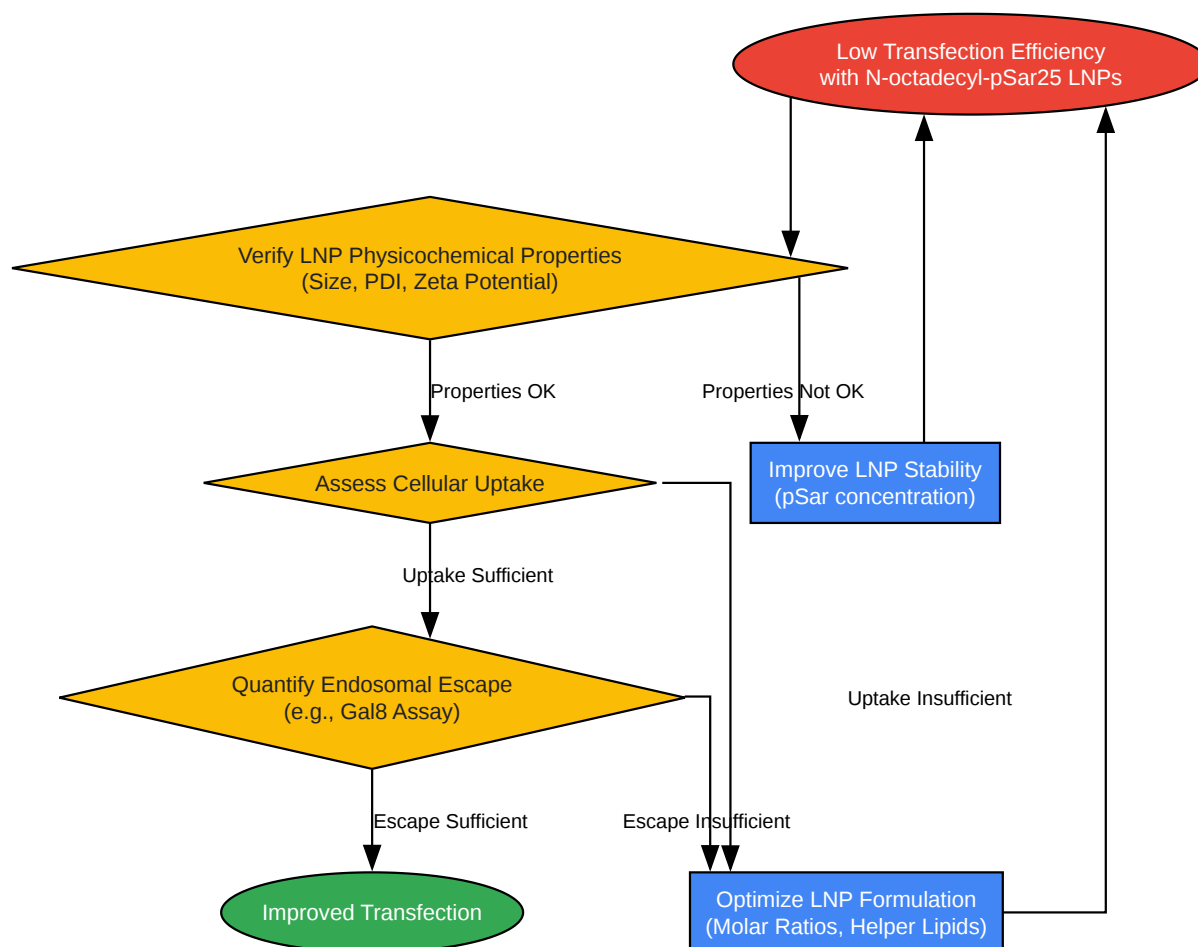 Low Transfection Efficiency
with N-octadecyl-pSar25 LNPs
Verify LNP Physicochemical Properties
(Size, PDI, Zeta Potential)
Properties OK
Properties Not OK
Assess Cellular Uptake
Improve LNP Stability
(pSar concentration)
Uptake Sufficient
Quantify Endosomal Escape
(e.g., Gal8 Assay)
Uptake Insufficient
Escape Sufficient
Escape Insufficient
Improved Transfection
Optimize LNP Formulation
(Molar Ratios, Helper Lipids)